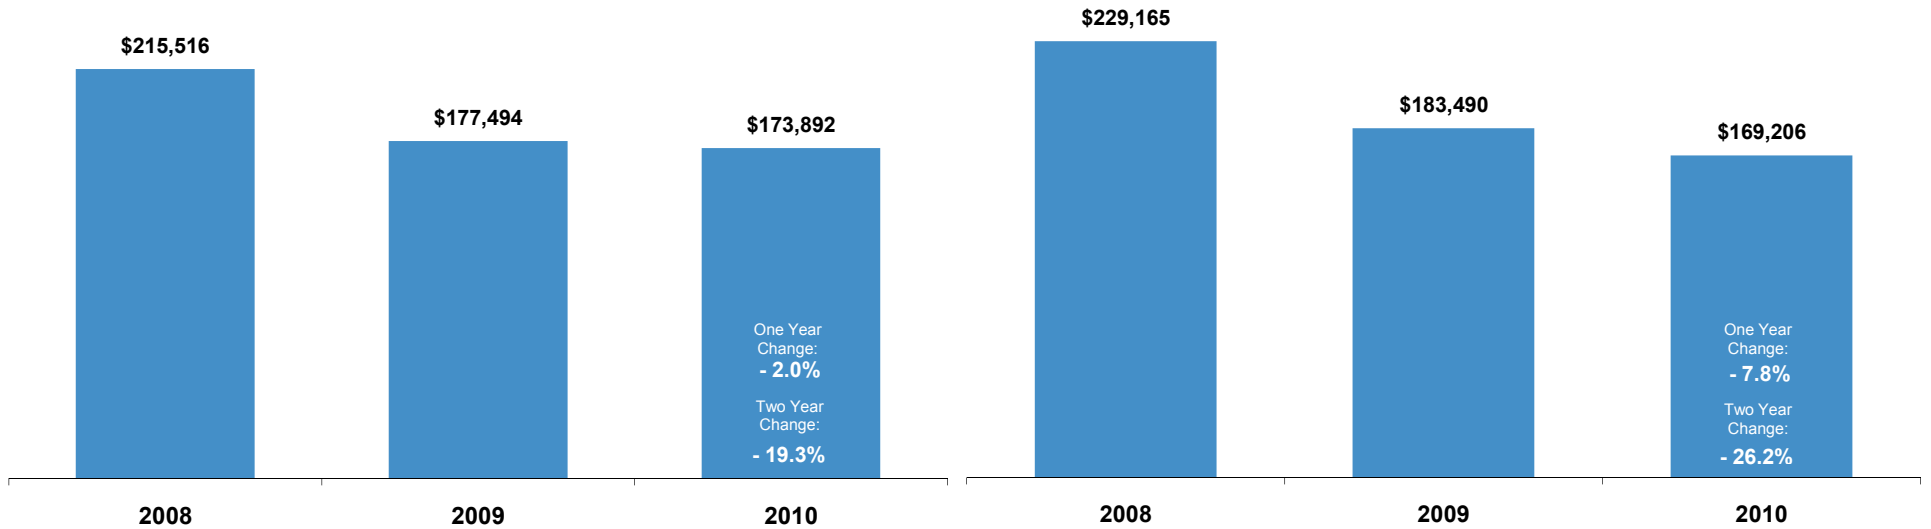 $215,516
$177,494
$173,892
One Year
Change:
- 2.0%
Two Year
Change:
- 19.3%
2008
2009
2010
$229,165
$183,490
$169,206
One Year
Change:
- 7.8%
Two Year
Change:
- 26.2%
2008
2009
2010